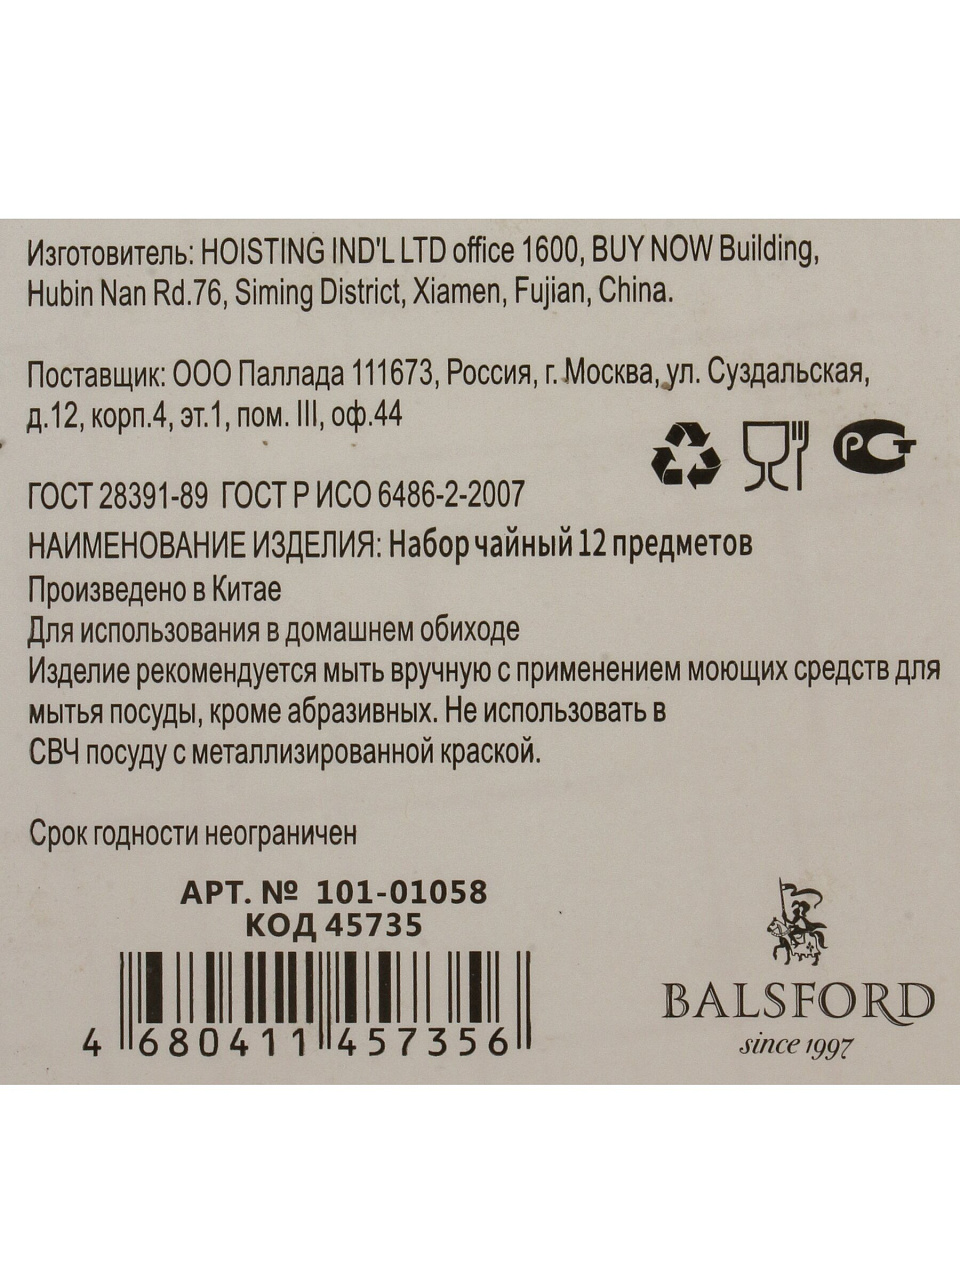 Изготовитель: HOISTING IND'L LTD office 1600, BUY NOW Building,
Hubin Nan Rd.76, Siming District, Xiamen, Fujian, China.
Поставщик: ООО Паллада 111673, Россия, г. Москва, ул. Суздальская,
д.12, корп.4, эт.1, пом. III, оф.44
РСТ
ГОСТ 28391-89 ГОСТ Р ИСО 6486-2-2007
НАИМЕНОВАНИЕ ИЗДЕЛИЯ: Набор чайный 12 предметов
Произведено в Китае
Для использования в домашнем обиходе
Изделие рекомендуется мыть вручную с применением моющих средств для
мытья посуды, кроме абразивных. Не использовать в
СВЧ посуду с металлизированной краской.
Срок годности неограничен
АРТ. № 101-01058
КОД 45735
4 680411 457356
BALSFORD
since 1997